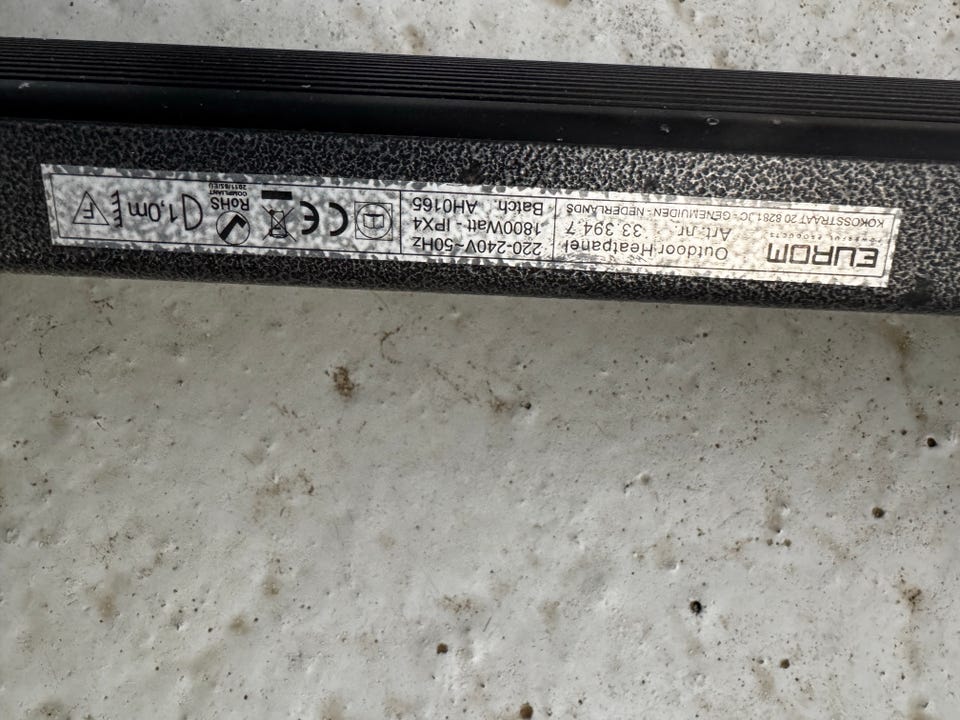 EUROM
KOKOSSTRAAT 20 8281 JC - GENEMUIDEN - NEDERLANDS
Outdoor Heatpanel
Art.-nr. 33 394 7
220-240V~50Hz
1800Watt - IPX4
Batch. AH0165
CE
RoHS
COMPLIANT
2011/65/EU
1,0m
F